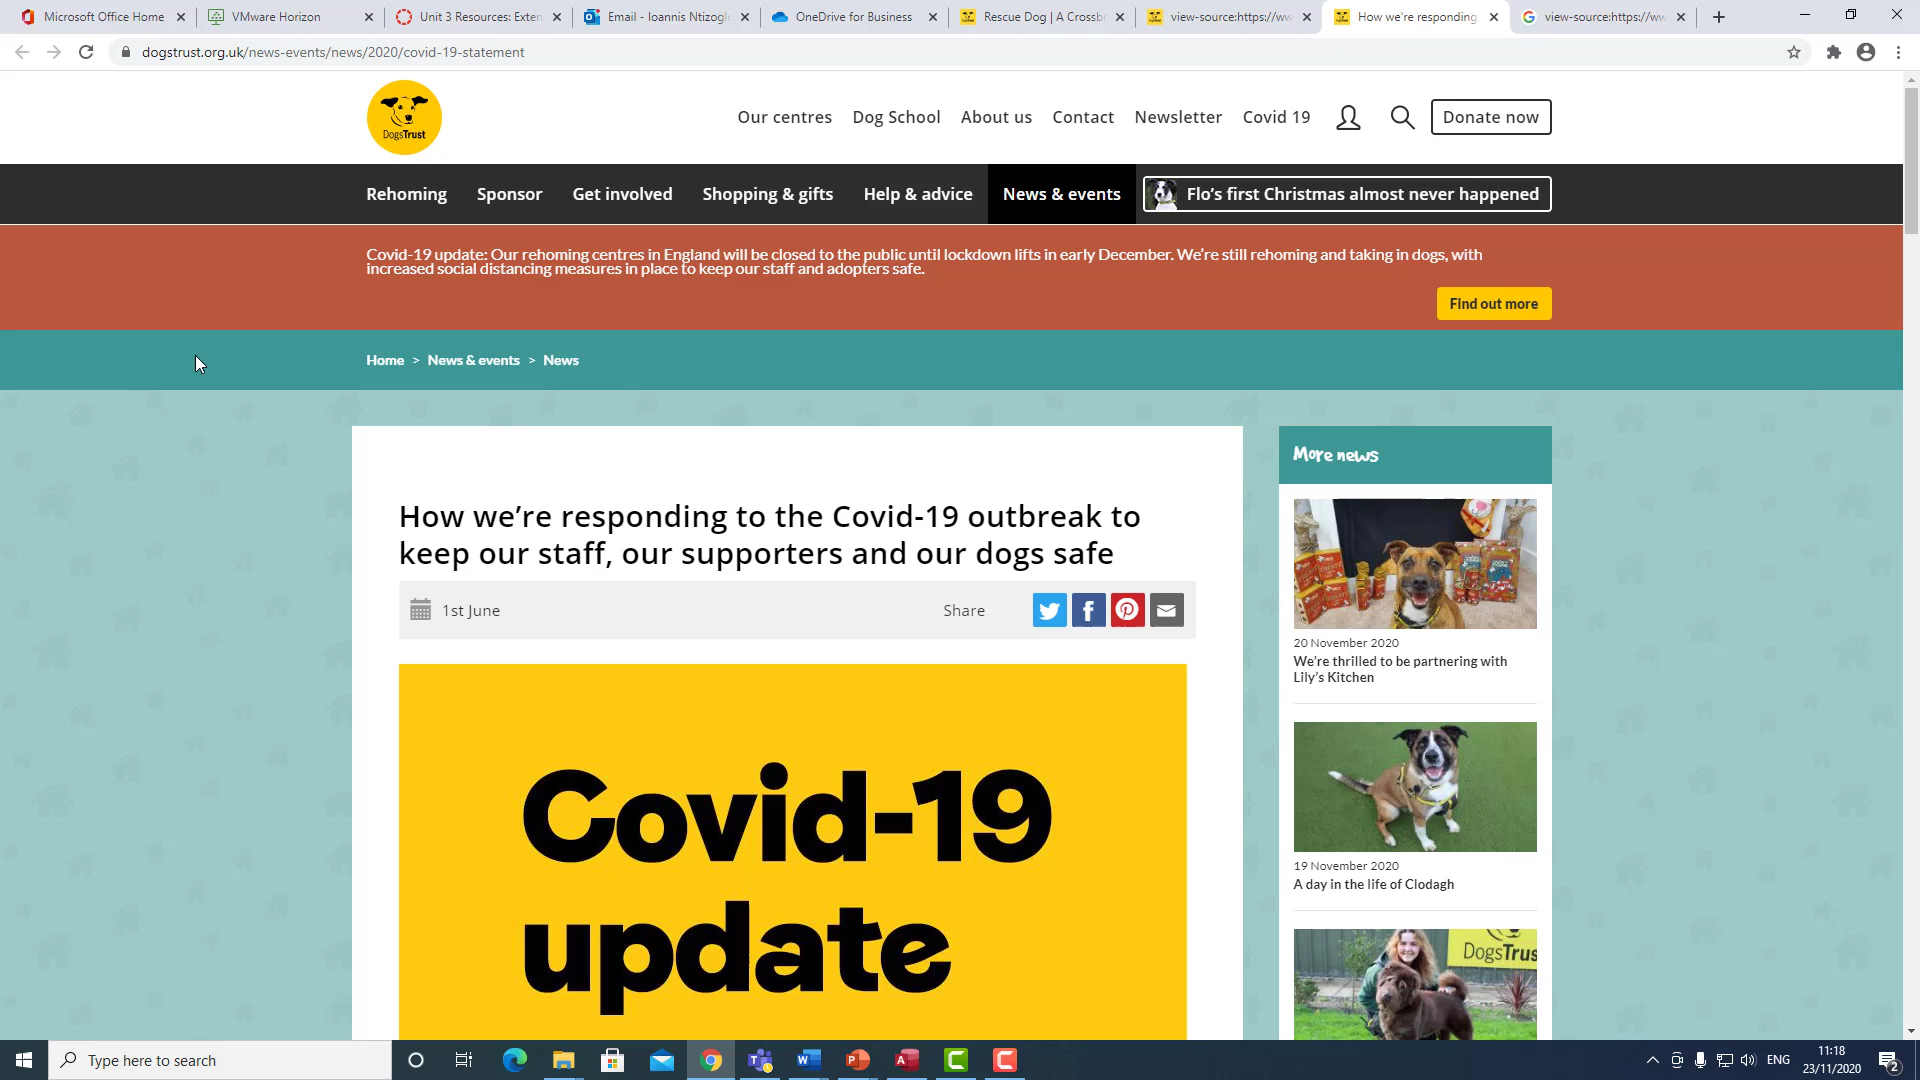 Microsoft Office Home
VMware Horizon
Unit 3 Resources: Exten
Email - Ioannis Ntizoglo
OneDrive for Business
Rescue Dog | A Crossbr
view-source:https://ww
How we're responding
view-source:https://ww
dogstrust.org.uk/news-events/news/2020/covid-19-statement
DogsTrust
Our centres
Dog School
About us
Contact
Newsletter
Covid 19
Donate now
Rehoming
Sponsor
Get involved
Shopping & gifts
Help & advice
News & events
Flo's first Christmas almost never happened
Covid-19 update: Our rehoming centres in England will be closed to the public until lockdown lifts in early December. We're still rehoming and taking in dogs, with
increased social distancing measures in place to keep our staff and adopters safe.
Find out more
Home > News & events > News
How we're responding to the Covid-19 outbreak to
keep our staff, our supporters and our dogs safe
1st June
Share
Covid-19
update
More news
20 November 2020
We're thrilled to be partnering with
Lily's Kitchen
19 November 2020
A day in the life of Clodagh
DogsTrus
Type here to search
ENG
11:18
23/11/2020
2